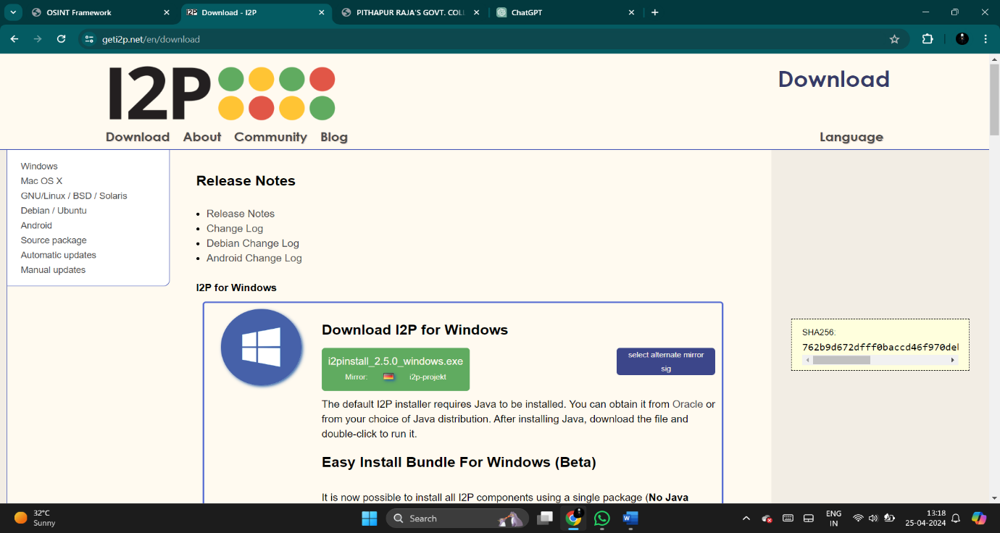 OSINT Framework
I2P Download - I2P
PITHAPUR RAJA'S GOVT. COLL
ChatGPT
geti2p.net/en/download
I2P
Download
Download About Community Blog
Language
Windows
Mac OS X
GNU/Linux / BSD / Solaris
Debian / Ubuntu
Android
Source package
Automatic updates
Manual updates
Release Notes
• Release Notes
• Change Log
• Debian Change Log
• Android Change Log
I2P for Windows
Download I2P for Windows
i2pinstall_2.5.0_windows.exe
Mirror: i2p-projekt
select alternate mirror
sig
SHA256:
762b9d672dfff0baccd46f970del
The default I2P installer requires Java to be installed. You can obtain it from Oracle or
from your choice of Java distribution. After installing Java, download the file and
double-click to run it.
Easy Install Bundle For Windows (Beta)
It is now possible to install all I2P components using a single package (No Java
32°C
Sunny
Search
ENG
IN
13:18
25-04-2024